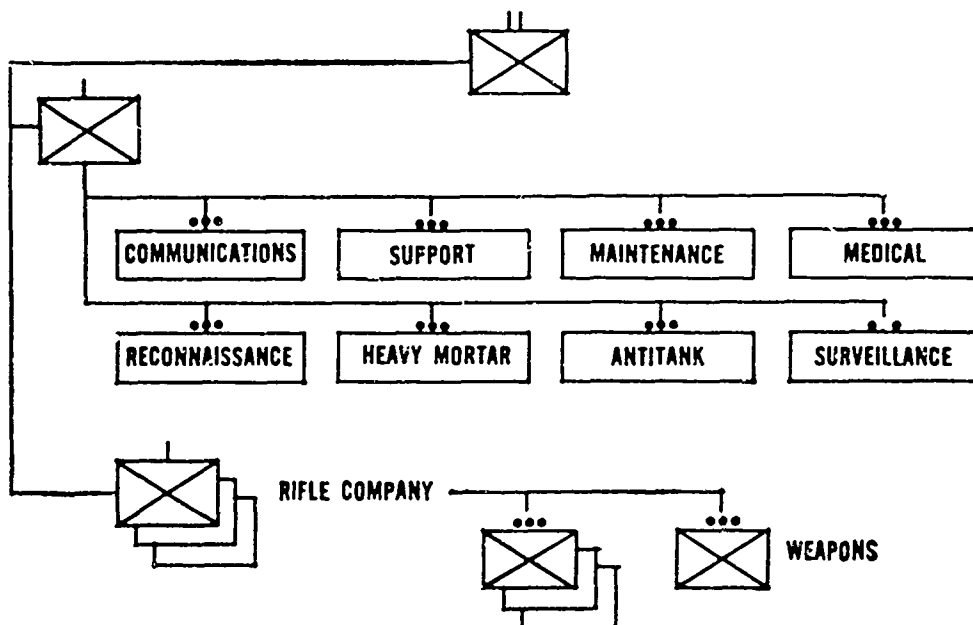 COMMUNICATIONS
SUPPORT
MAINTENANCE
MEDICAL
RECONNAISSANCE
HEAVY MORTAR
ANTITANK
SURVEILLANCE
RIFLE COMPANY
WEAPONS